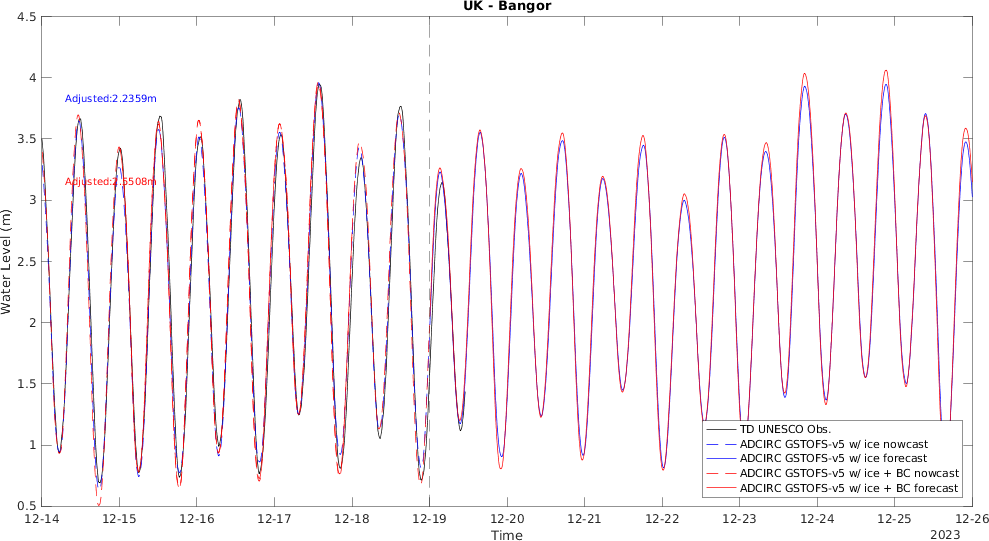 UK - Bangor
4.5
4
3.5
3
2.5
2
1.5
1
0.5
Water Level (m)
Adjusted:2.2359m
Adjusted:2.6508m
TD UNESCO Obs.
ADCIRC GSTOFS-v5 w/ ice nowcast
ADCIRC GSTOFS-v5 w/ ice forecast
ADCIRC GSTOFS-v5 w/ ice + BC nowcast
ADCIRC GSTOFS-v5 w/ ice + BC forecast
12-14 12-15 12-16 12-17 12-18 12-19 12-20 12-21 12-22 12-23 12-24 12-25 12-26
Time
2023